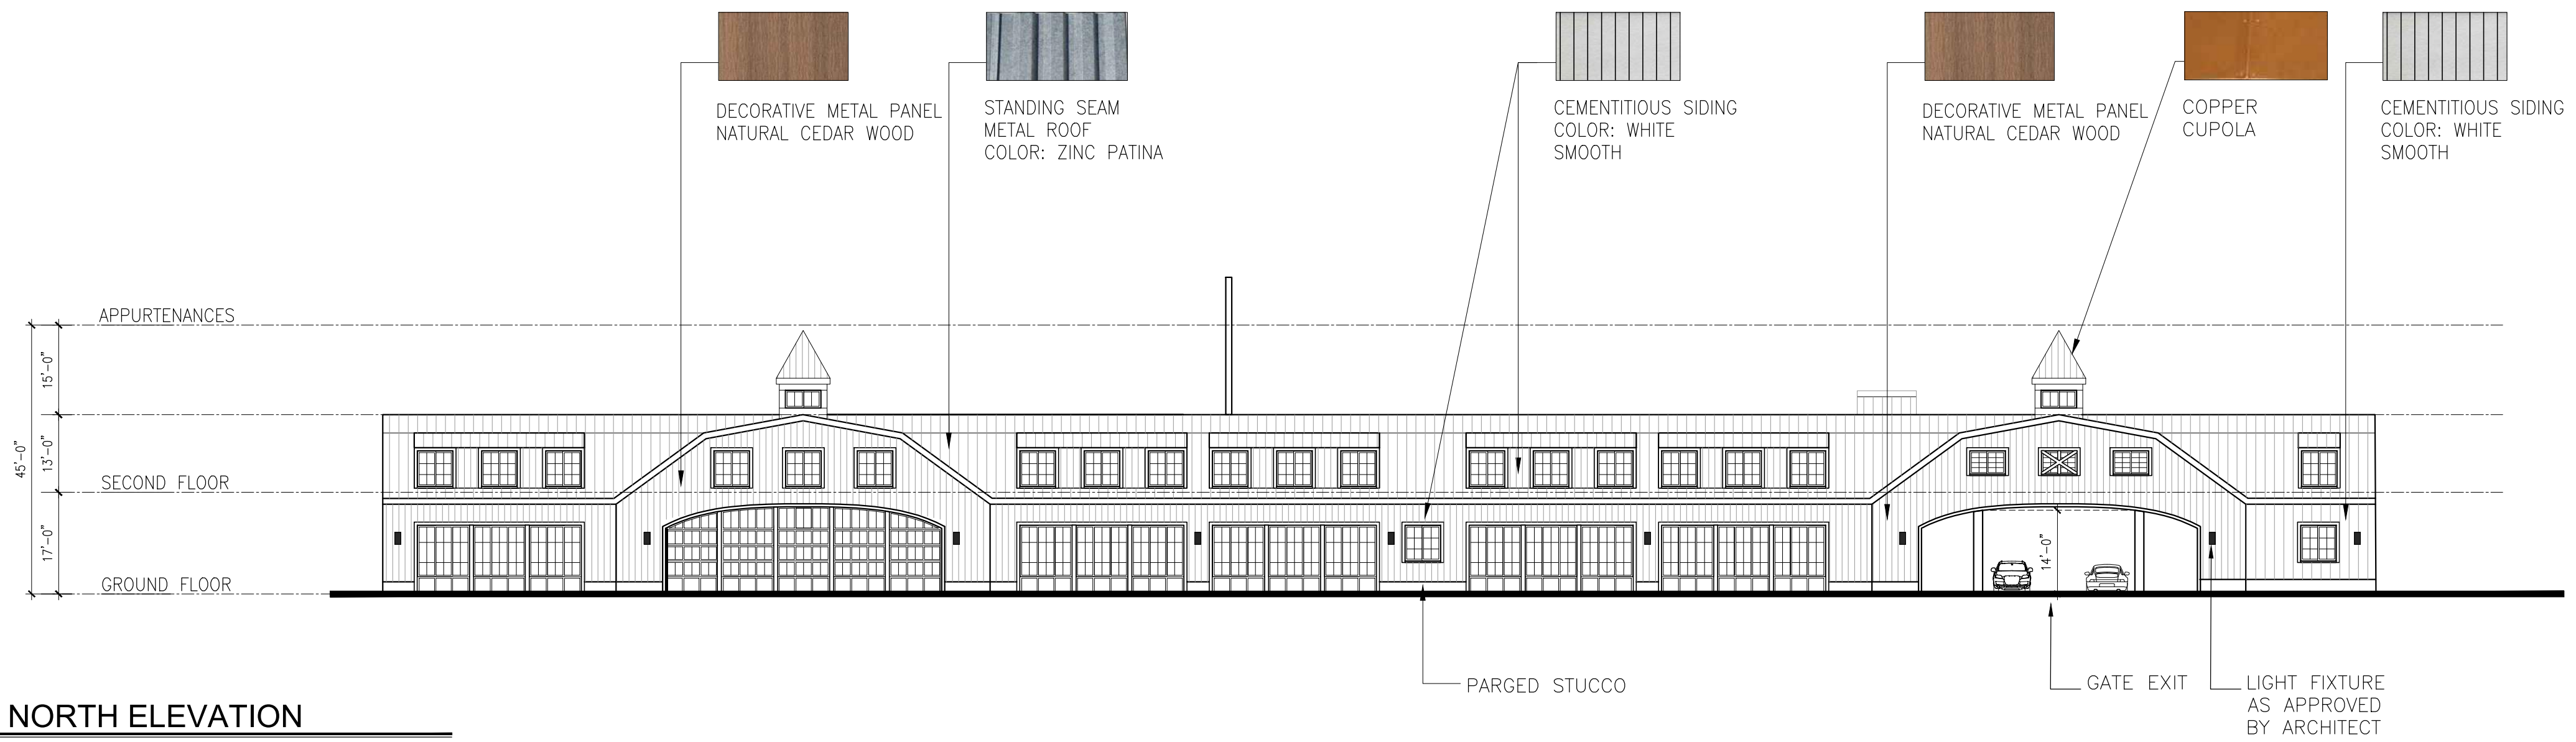 DECORATIVE METAL PANEL
NATURAL CEDAR WOOD
STANDING SEAM
METAL ROOF
COLOR: ZINC PATINA
CEMENTITIOUS SIDING
COLOR: WHITE
SMOOTH
DECORATIVE METAL PANEL
NATURAL CEDAR WOOD
COPPER
CUPOLA
CEMENTITIOUS SIDING
COLOR: WHITE
SMOOTH
APPURTENANCES
15'-0"
45'-0"
13'-0"
SECOND FLOOR
17'-0"
GROUND FLOOR
14'-0"
PARGED STUCCO
GATE EXIT
LIGHT FIXTURE
AS APPROVED
BY ARCHITECT
NORTH ELEVATION